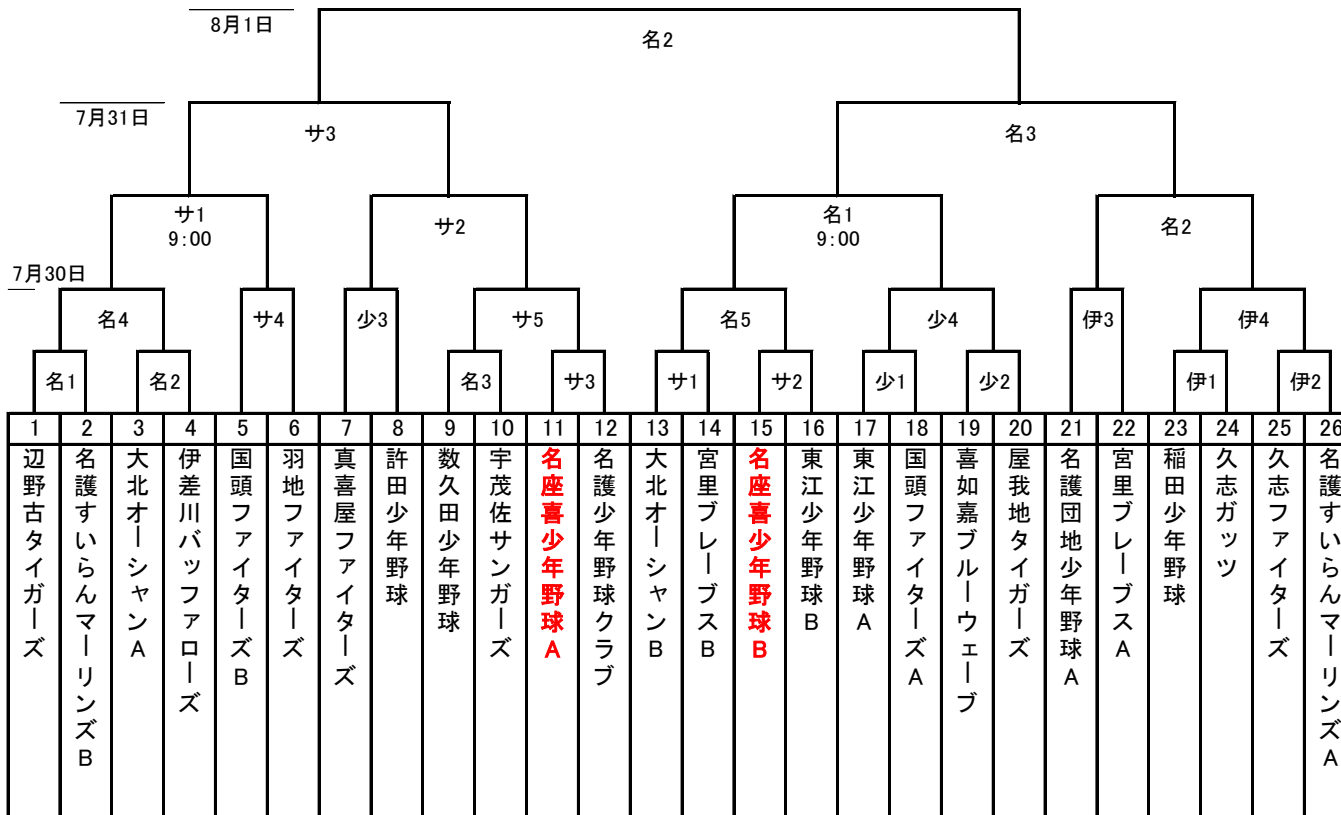 8月1日
名2
7月31日
サ3
名3
サ1
9:00
サ2
名1
9:00
名2
7月30日
名4
サ4
少3
サ5
名5
少4
伊3
伊4
名1
名2
名3
サ3
サ1
サ2
少1
少2
伊1
伊2
1
2
3
4
5
6
7
8
9
10
11
12
13
14
15
16
17
18
19
20
21
22
23
24
25
26
辺野古タイガーズ
名護すいらんマーリンズB
大北オーシャンA
伊差川バッファローズ
国頭ファイターズB
羽地ファイターズ
真喜屋ファイターズ
許田少年野球
数久田少年野球
宇茂佐サンガーズ
名座喜少年野球A
名護少年野球クラブ
大北オーシャンB
宮里ブレーブスB
名座喜少年野球B
東江少年野球B
東江少年野球A
国頭ファイターズA
喜如嘉ブルーウェーブ
屋我地タイガーズ
名護団地少年野球A
宮里ブレーブスA
稲田少年野球
久志ガッツ
久志ファイターズ
名護すいらんマーリンズA